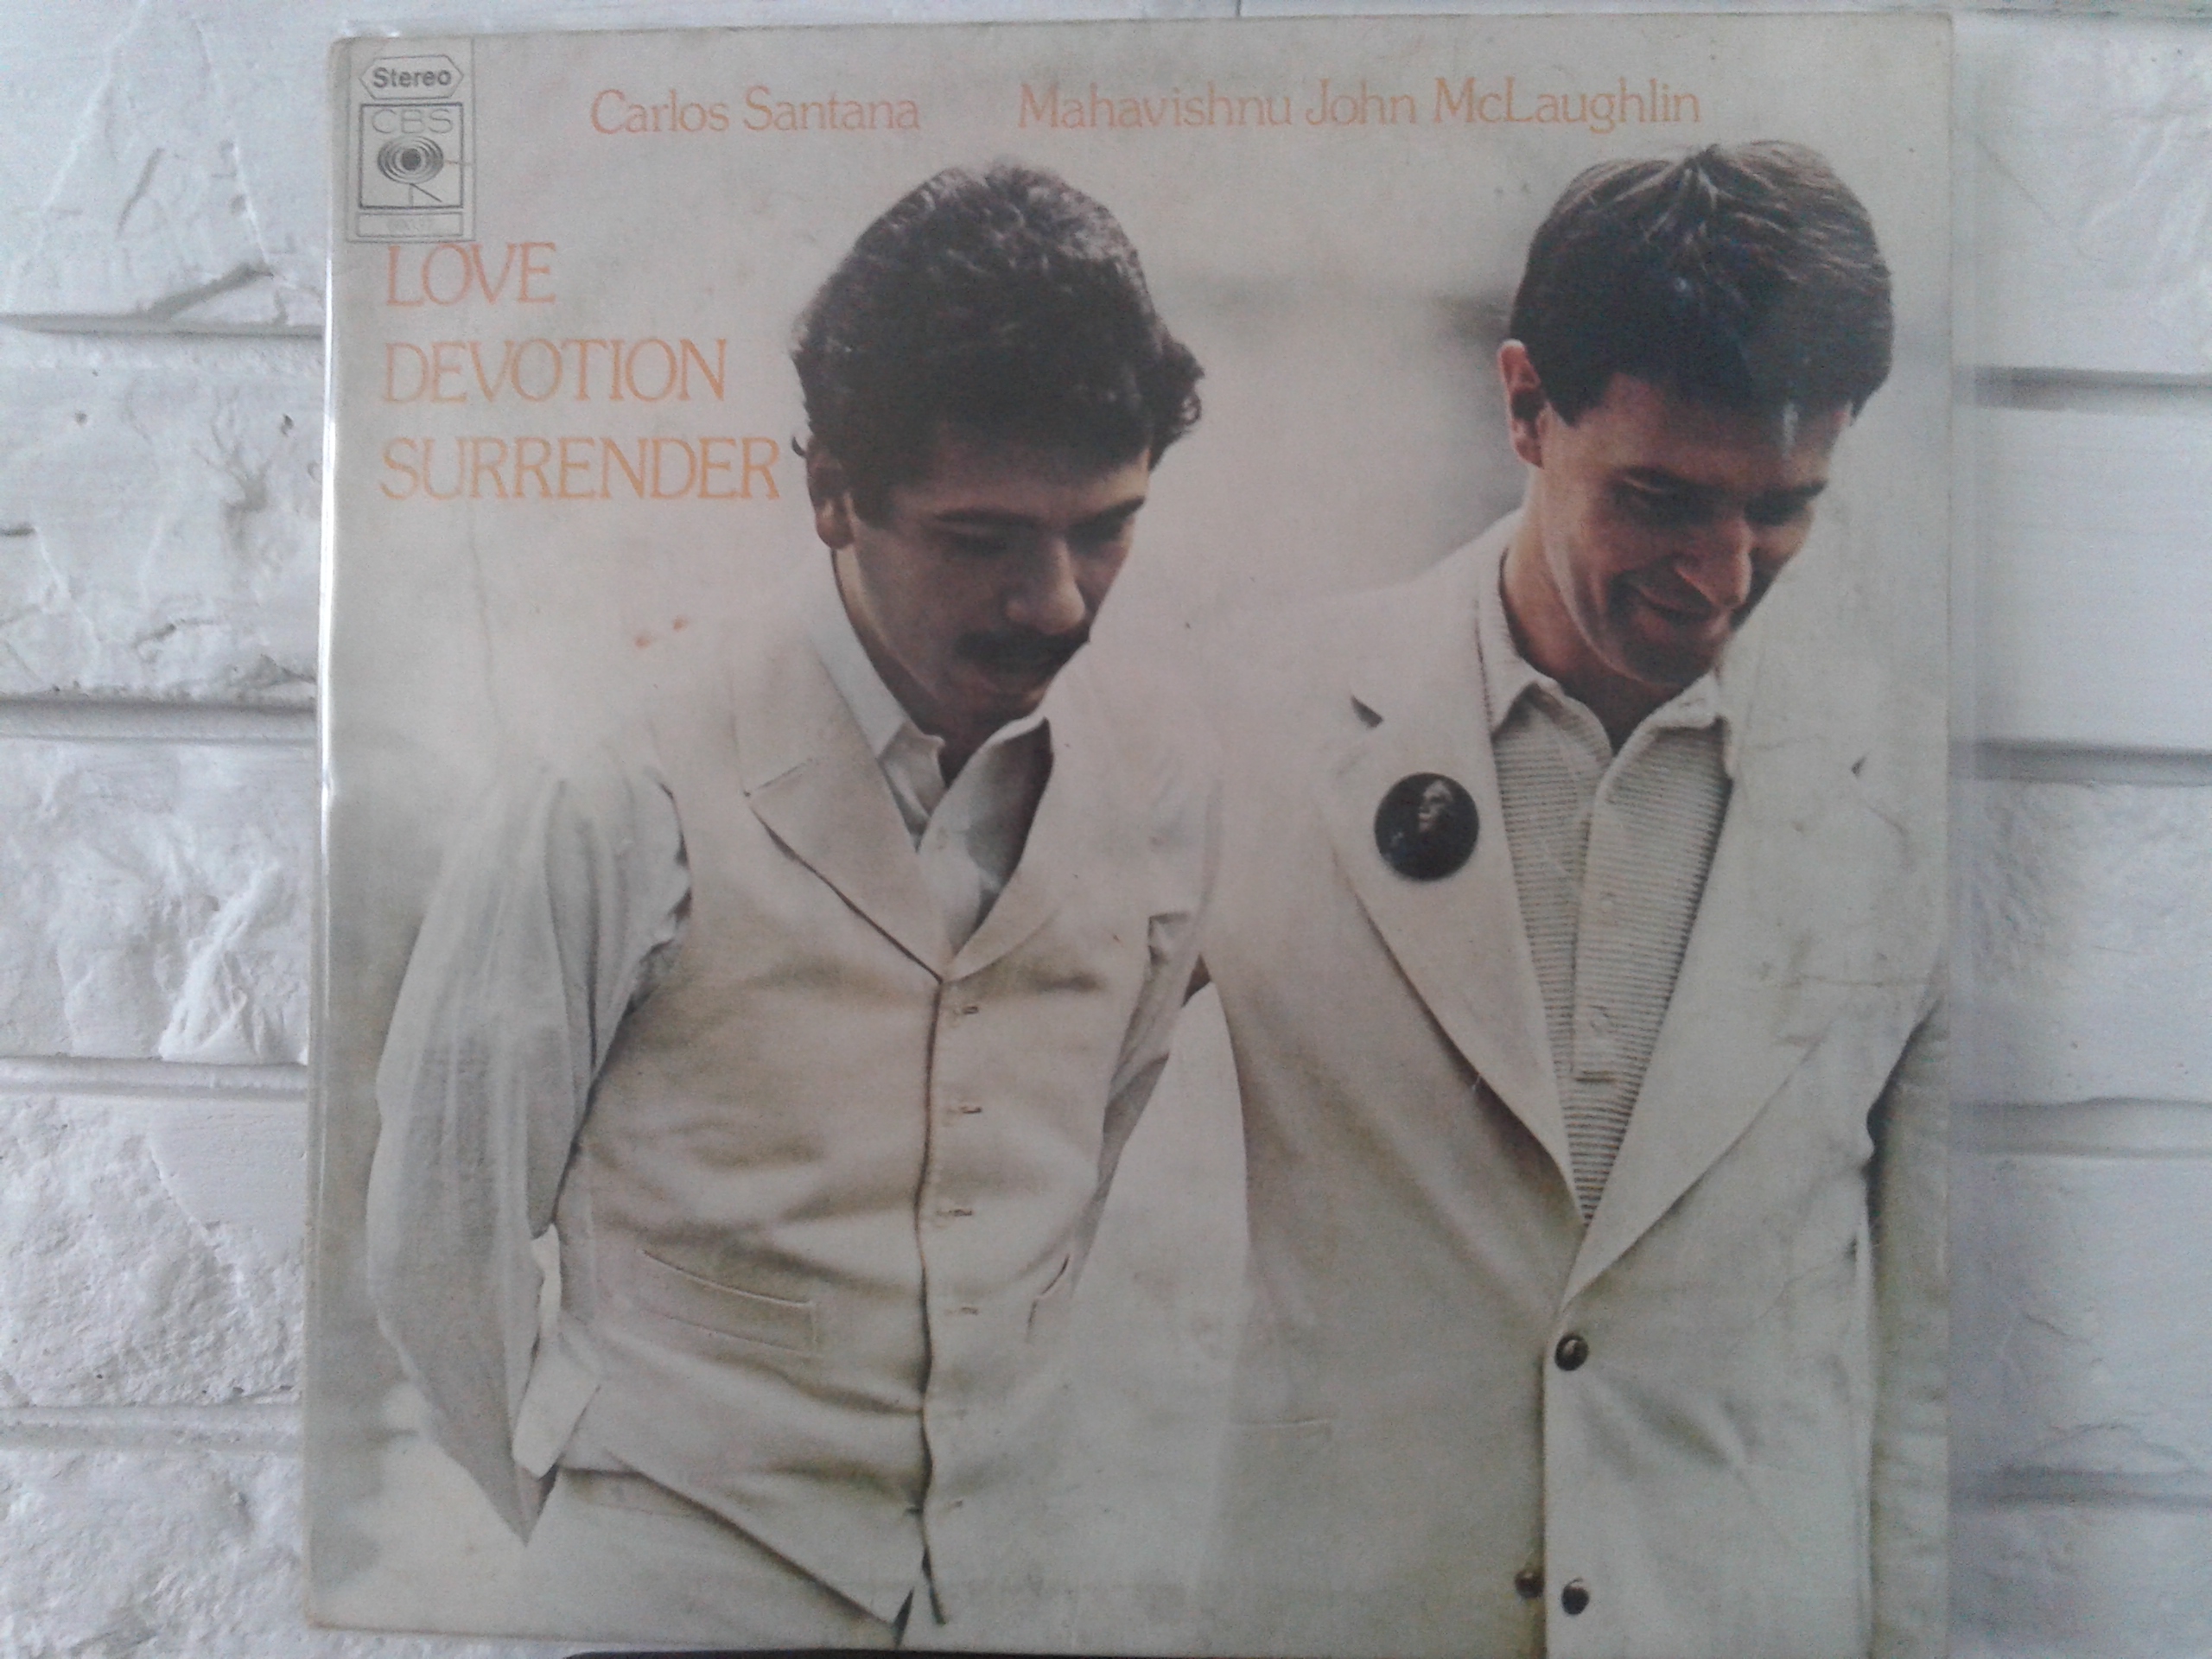 Stereo
CBS
Carlos Santana Mahavishnu John McLaughlin
LOVE
DEVOTION
SURRENDER